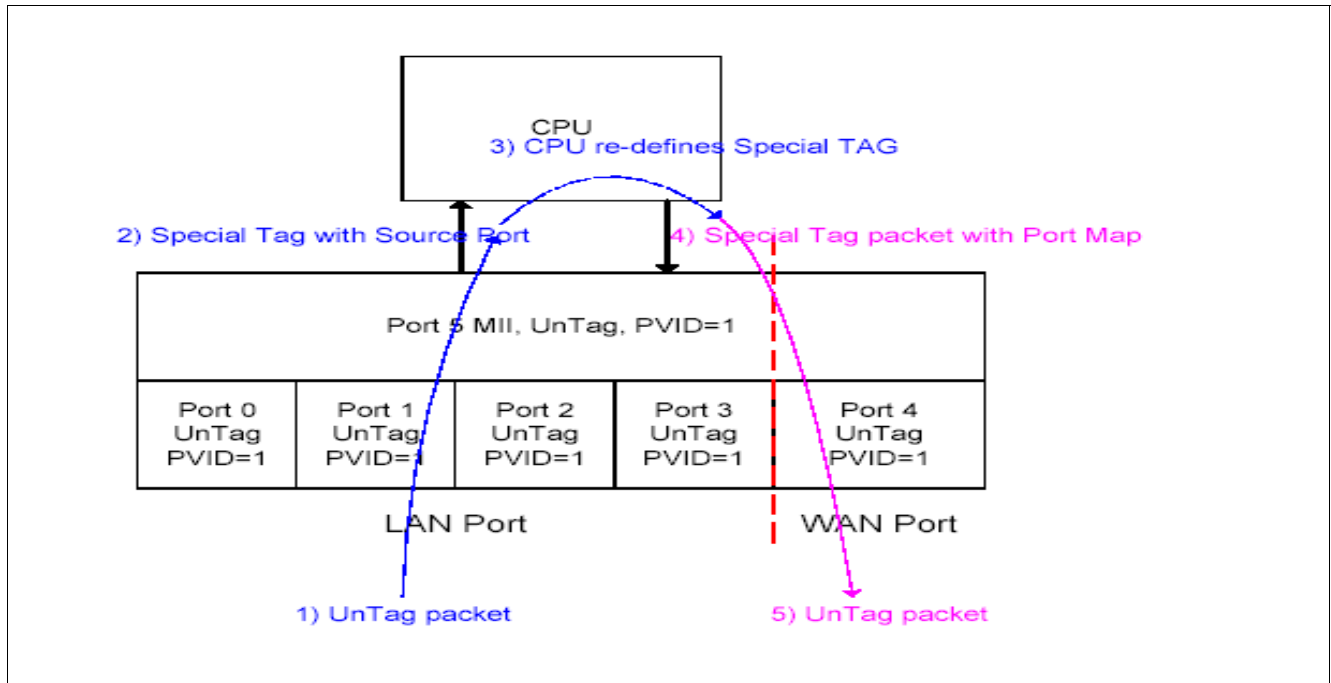 CPU
3) CPU re-defines Special TAG
2) Special Tag with Source Port
4) Special Tag packet with Port Map
Port 5 MII, UnTag, PVID=1
Port 0
UnTag
PVID=1
Port 1
UnTag
PVID=1
Port 2
UnTag
PVID=1
Port 3
UnTag
PVID=1
Port 4
UnTag
PVID=1
LAN Port
WAN Port
1) UnTag packet
5) UnTag packet